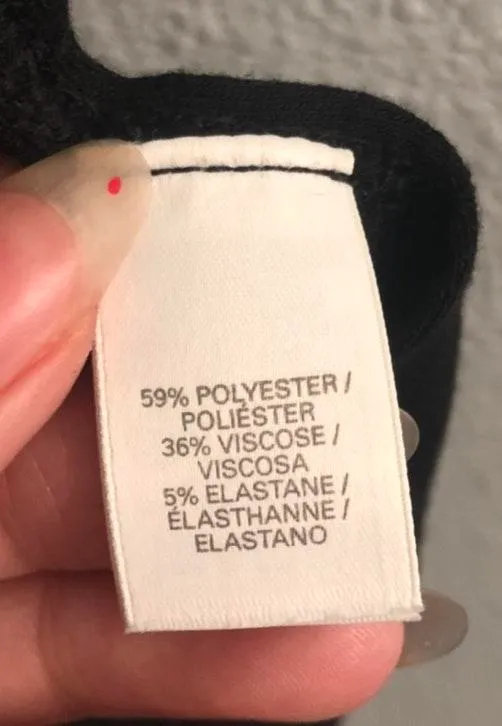 59% POLYESTER /
POLIÉSTER
36% VISCOSE /
VISCOSA
5% ELASTANE /
ÉLASTHANNE /
ELASTANO